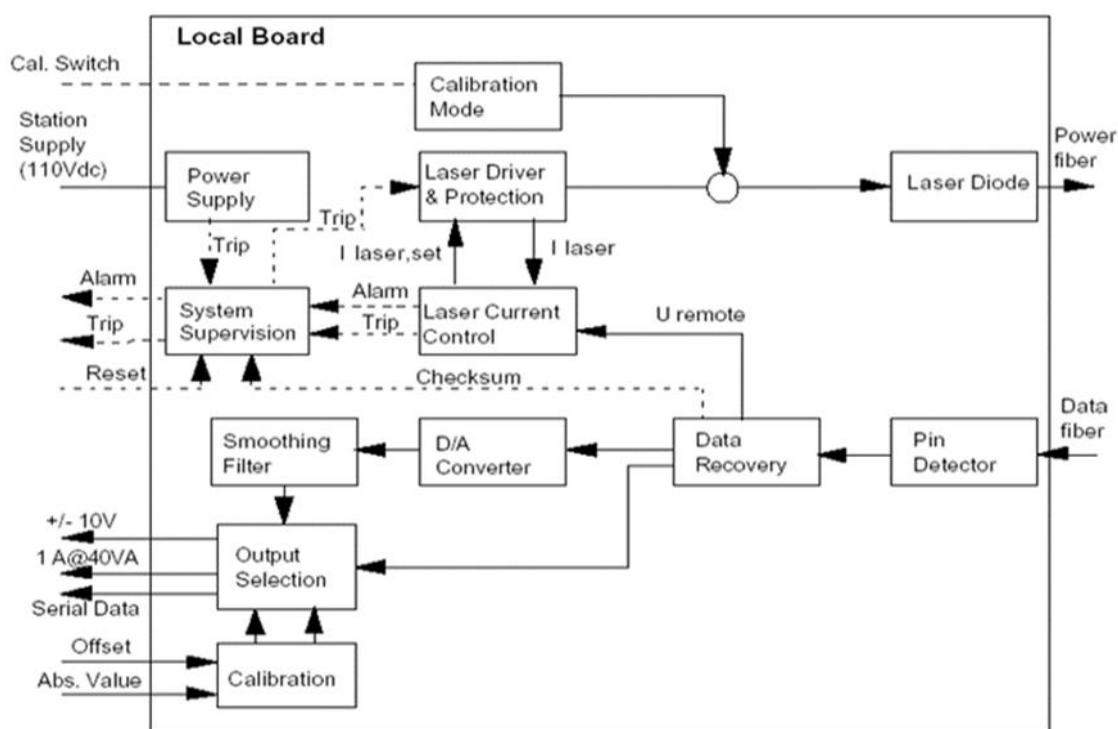 Local Board
Cal. Switch
Calibration
Mode
Station
Supply
(110Vdc)
Power
fiber
Power
Supply
Laser Driver
& Protection
Laser Diode
Trip
Trip
I laser,set
I laser
Alarm
Alarm
System
Supervision
Laser Current
Control
U remote
Trip
Trip
Reset
Checksum
Data
fiber
Smoothing
Filter
D/A
Converter
Data
Recovery
Pin
Detector
+/- 10V
1 A@40VA
Output
Selection
Serial Data
Offset
Abs. Value
Calibration